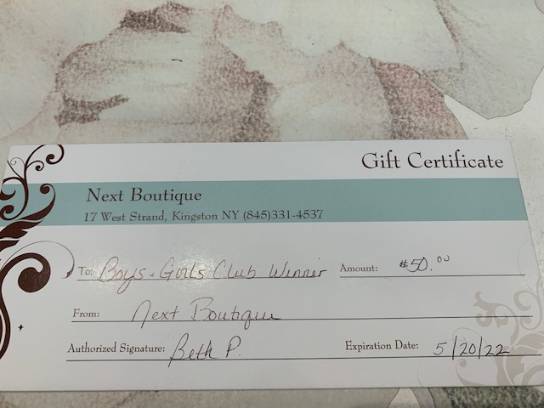 Gift Certificate
Next Boutique
17 West Strand, Kingston NY (845)331-4537
To: Boys + Girls Club Winner Amount: $50.00
From: Next Boutique
Authorized Signature: Beth P. Expiration Date: 5/20/22